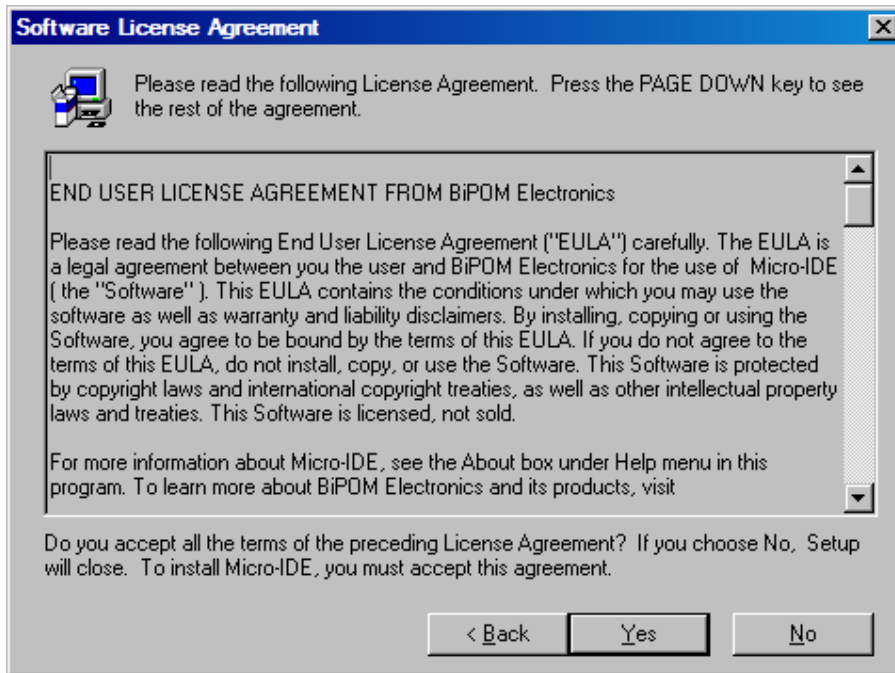 Software License Agreement
Please read the following License Agreement. Press the PAGE DOWN key to see
the rest of the agreement.
END USER LICENSE AGREEMENT FROM BiPOM Electronics
Please read the following End User License Agreement ("EULA") carefully. The EULA is
a legal agreement between you the user and BiPOM Electronics for the use of Micro-IDE
( the "Software" ). This EULA contains the conditions under which you may use the
software as well as warranty and liability disclaimers. By installing, copying or using the
Software, you agree to be bound by the terms of this EULA. If you do not agree to the
terms of this EULA, do not install, copy, or use the Software. This Software is protected
by copyright laws and international copyright treaties, as well as other intellectual property
laws and treaties. This Software is licensed, not sold.
For more information about Micro-IDE, see the About box under Help menu in this
program. To learn more about BiPOM Electronics and its products, visit
Do you accept all the terms of the preceding License Agreement? If you choose No, Setup
will close. To install Micro-IDE, you must accept this agreement.
< Back Yes No